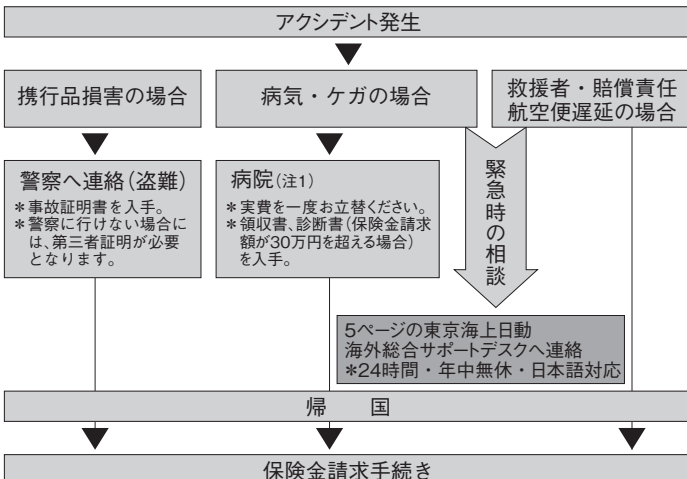 アクシデント発生
携行品損害の場合
病気・ケガの場合
救援者・賠償責任
航空便遅延の場合
警察へ連絡(盗難)
＊事故証明書を入手。
＊警察に行けない場合に
は、第三者証明が必要
となります。
病院(注1)
＊実費を一度お立替ください。
＊領収書、診断書(保険金請求
額が30万円を超える場合)
を入手。
緊急時の相談
5ページの東京海上日動
海外総合サポートデスクへ連絡
＊24時間・年中無休・日本語対応
帰　国
保険金請求手続き